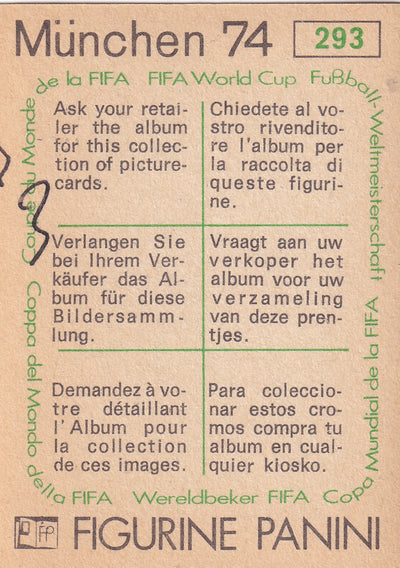 München 74 293
de la FIFA FIFA World Cup Fußball-Weltmeisterschaft
Coupe du Monde
Ask your retai-
ler the album
for this collec-
tion of picture-
cards.
Chiedete al vo-
stro rivenditо-
re l'album per
la raccolta di
queste figuri-
ne.
3
Verlangen Sie
bei Ihrem Ver-
käufer das Al-
bum für diese
Bildersamm-
lung.
Vraagt aan uw
verkoper het
album voor uw
verzameling
van deze pren-
tjes.
Demandez à vo-
tre détaillant
l'Album pour
la collection
de ces images.
Para coleccio-
nar estos cro-
mos compra tu
album en cual-
quier kiosko.
Coppa del Mondo
della FIFA Wereldbeker FIFA Copa Mundial de la FIFA
FP FIGURINE PANINI